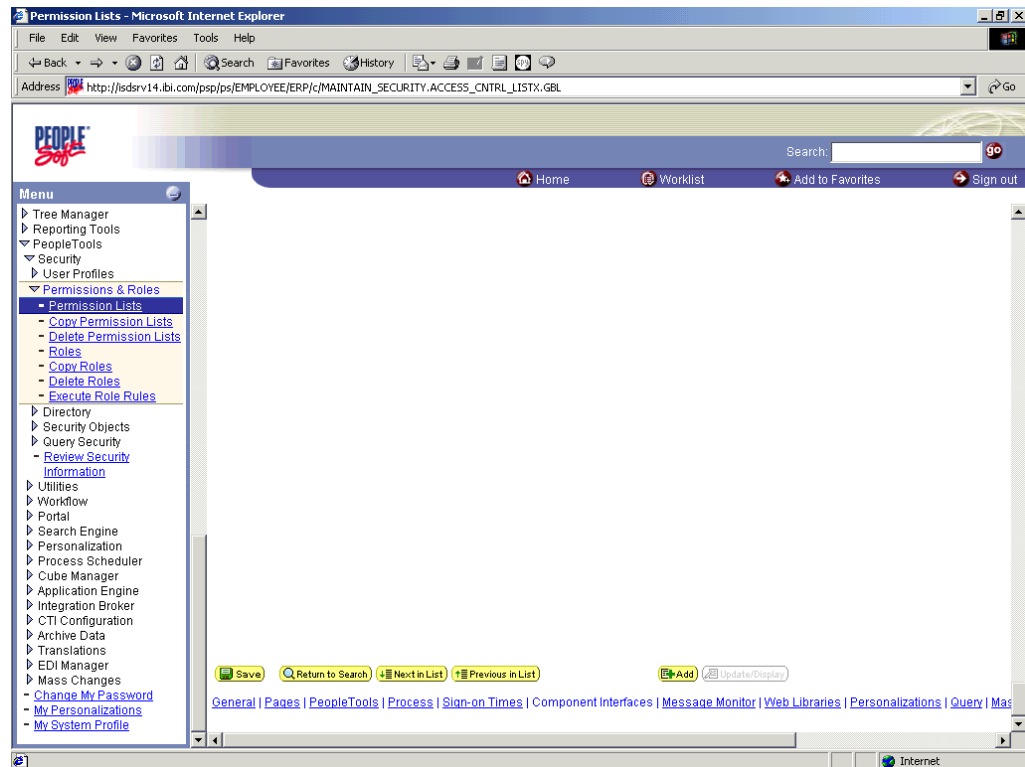 Permission Lists - Microsoft Internet Explorer
File Edit View Favorites Tools Help
Back Search Favorites History
Address http://isdsrv14.ibi.com/psp/ps/EMPLOYEE/ERP/c/MAINTAIN_SECURITY.ACCESS_CNTRL_LISTX.GBL Go
PEOPLE Soft
Search: go
Home Worklist Add to Favorites Sign out
Menu
Tree Manager
Reporting Tools
PeopleTools
Security
User Profiles
Permissions & Roles
- Permission Lists
- Copy Permission Lists
- Delete Permission Lists
- Roles
- Copy Roles
- Delete Roles
- Execute Role Rules
Directory
Security Objects
Query Security
- Review Security
Information
Utilities
Workflow
Portal
Search Engine
Personalization
Process Scheduler
Cube Manager
Application Engine
Integration Broker
CTI Configuration
Archive Data
Translations
EDI Manager
Mass Changes
- Change My Password
- My Personalizations
- My System Profile
Save Return to Search Next in List Previous in List Add Update/Display
General | Pages | PeopleTools | Process | Sign-on Times | Component Interfaces | Message Monitor | Web Libraries | Personalizations | Query | Mas
Internet